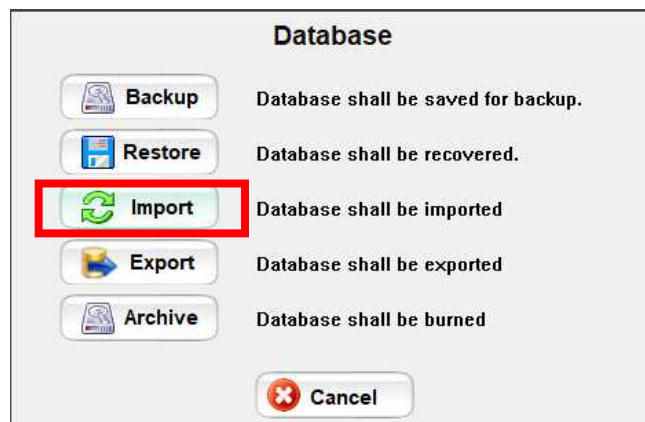 Database
Backup Database shall be saved for backup.
Restore Database shall be recovered.
Import Database shall be imported
Export Database shall be exported
Archive Database shall be burned
Cancel